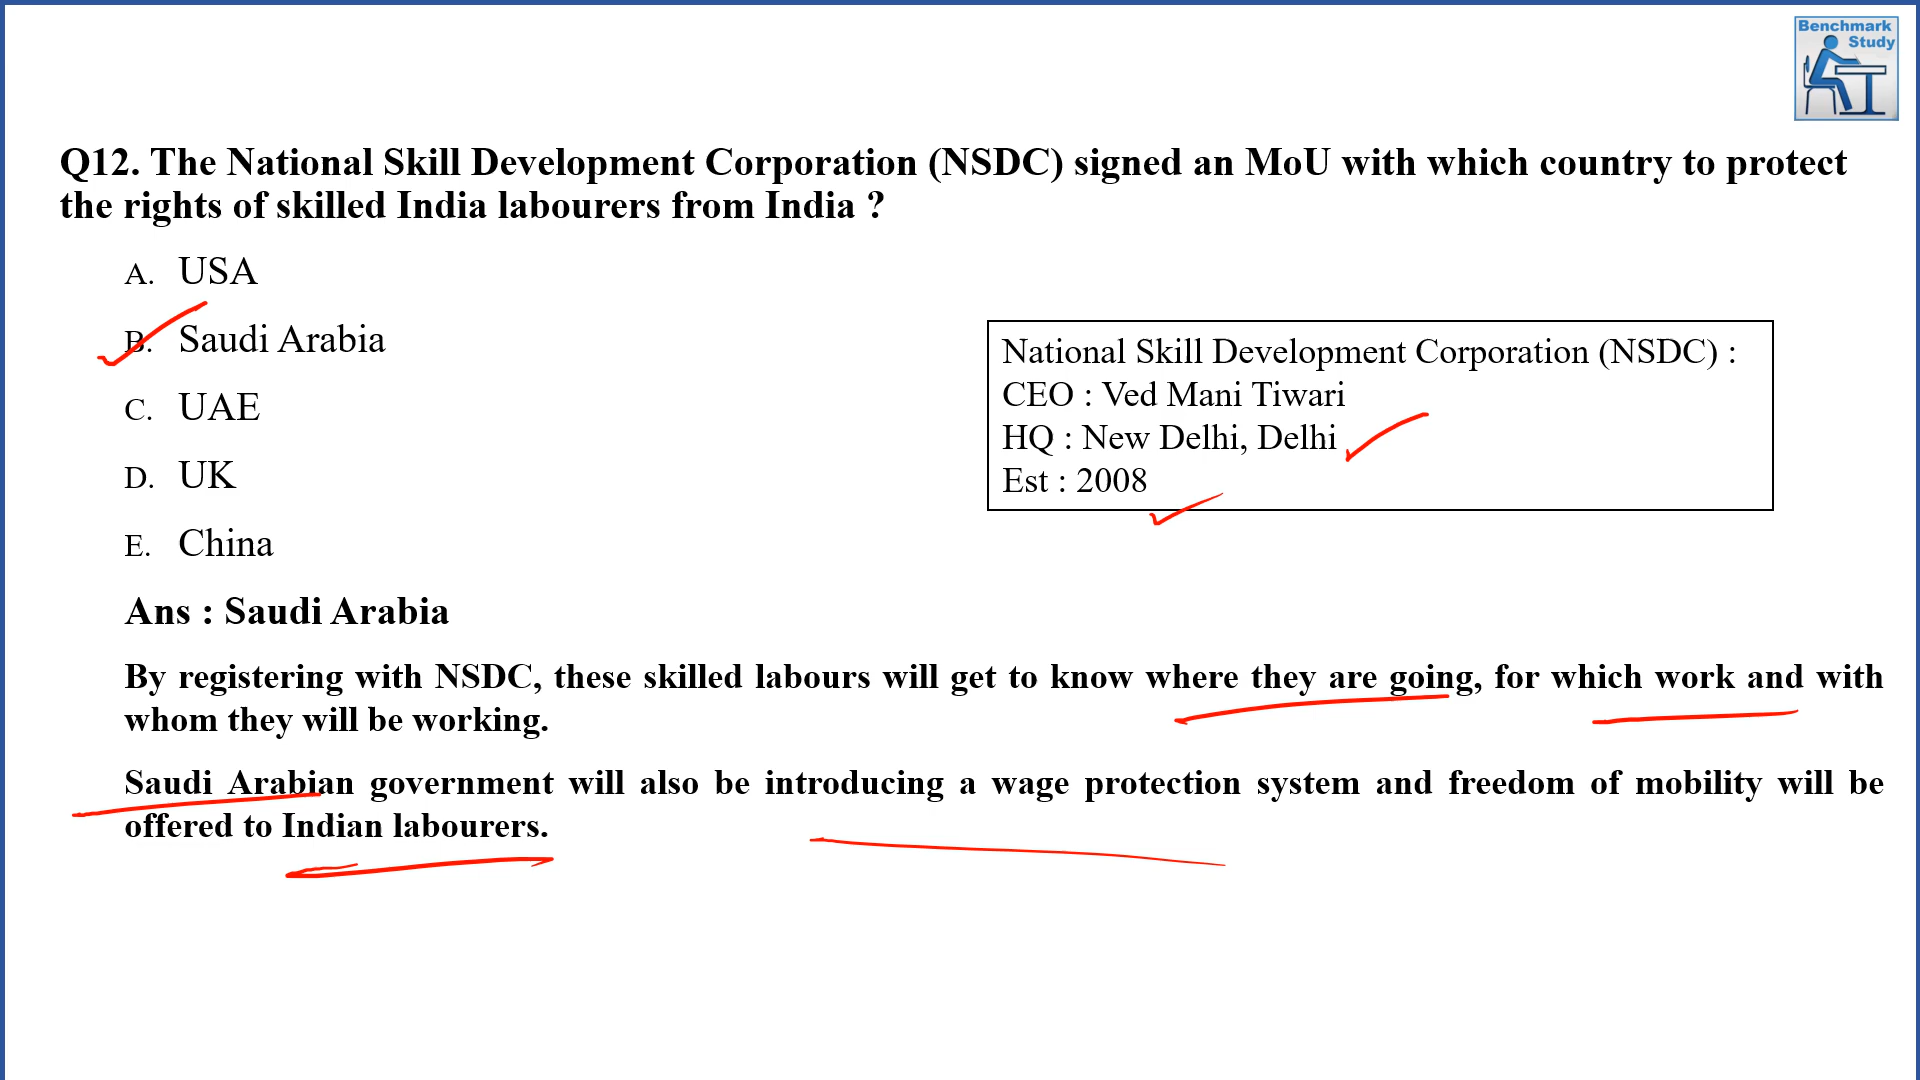 Benchmark
Study
Q12. The National Skill Development Corporation (NSDC) signed an MoU with which country to protect
the rights of skilled India labourers from India ?
A. USA
B. Saudi Arabia
C. UAE
D. UK
E. China
National Skill Development Corporation (NSDC) :
CEO : Ved Mani Tiwari
HQ : New Delhi, Delhi
Est : 2008
Ans : Saudi Arabia
By registering with NSDC, these skilled labours will get to know where they are going, for which work and with
whom they will be working.
Saudi Arabian government will also be introducing a wage protection system and freedom of mobility will be
offered to Indian labourers.